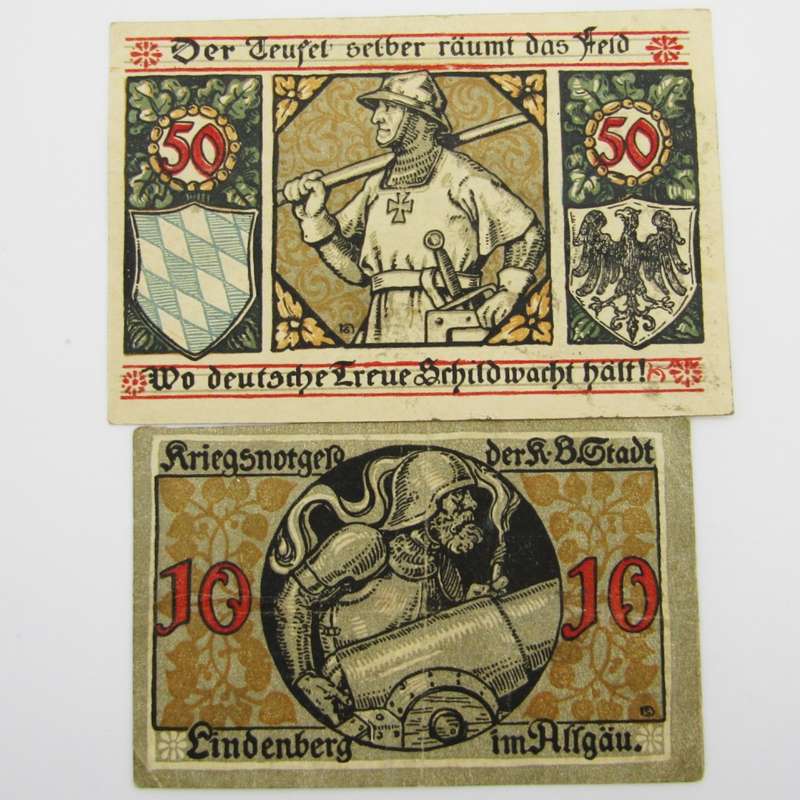 Der Teufel selber räumt das Feld
50 50
Wo deutsche Treue Schildwacht hält!
Kriegsnotgeld der K. B. Stadt
10 10
Lindenberg im Allgäu.